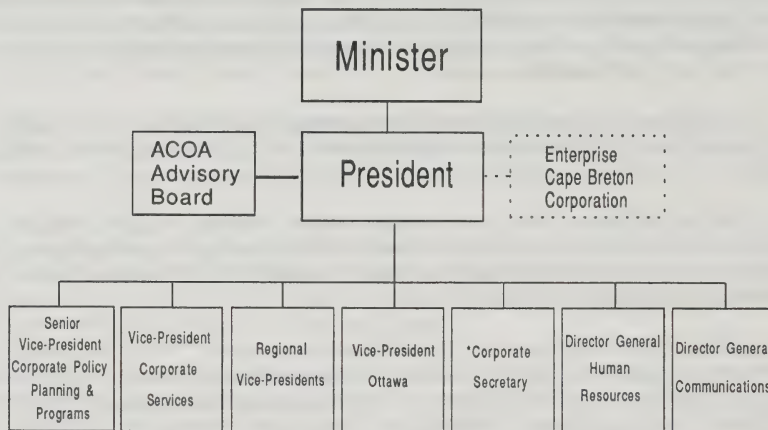 Minister
ACOA
Advisory
Board
President
Enterprise
Cape Breton
Corporation
Senior
Vice-President
Corporate Policy
Planning &
Programs
Vice-President
Corporate
Services
Regional
Vice-Presidents
Vice-President
Ottawa
*Corporate
Secretary
Director General
Human
Resources
Director General
Communications